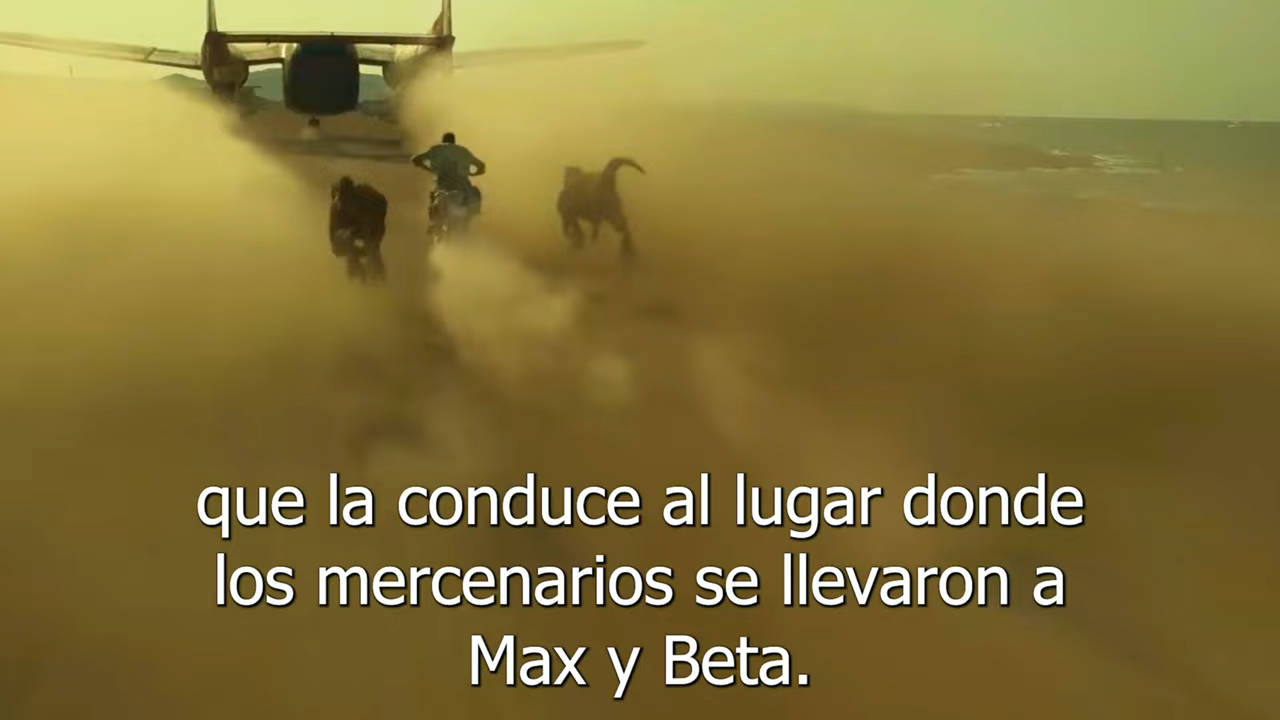 que la conduce al lugar donde
los mercenarios se llevaron a
Max y Beta.